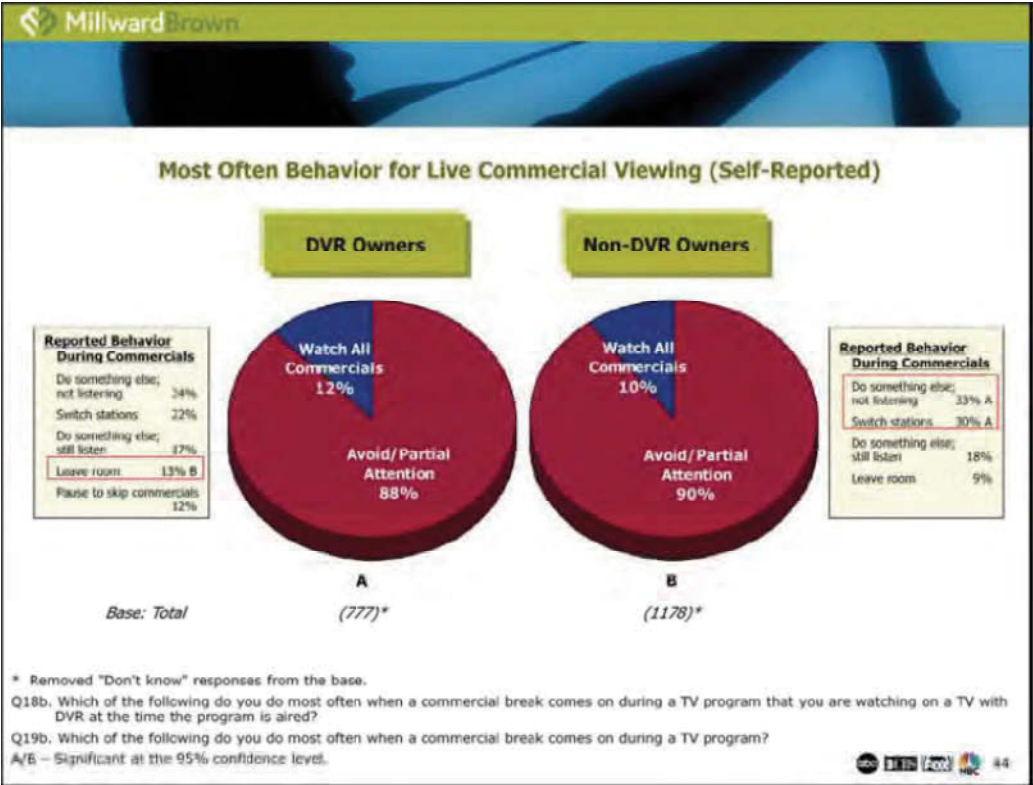 MillwardBrown
Most Often Behavior for Live Commercial Viewing (Self-Reported)
DVR Owners
Non-DVR Owners
Reported Behavior
During Commercials
Do something else;
not listening 24%
Switch stations 22%
Do something else;
still listen 17%
Leave room 13% B
Pause to skip commercials
12%
Watch All
Commercials
12%
Avoid/Partial
Attention
88%
Watch All
Commercials
10%
Avoid/Partial
Attention
90%
Reported Behavior
During Commercials
Do something else;
not listening 33% A
Switch stations 30% A
Do something else;
still listen 18%
Leave room 9%
A
B
Base: Total (777)* (1178)*
* Removed "Don't know" responses from the base.
Q18b. Which of the following do you do most often when a commercial break comes on during a TV program that you are watching on a TV with
DVR at the time the program is aired?
Q19b. Which of the following do you do most often when a commercial break comes on during a TV program?
A/B – Significant at the 95% confidence level.
abc CBS FOX NBC 44